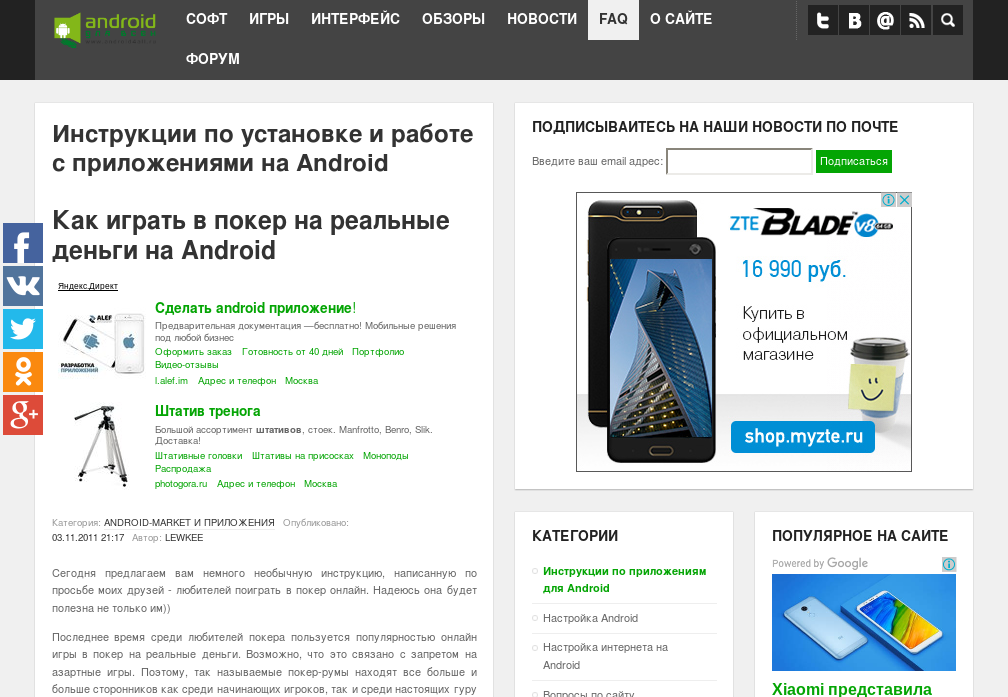 android
СОФТ ИГРЫ ИНТЕРФЕЙС ОБЗОРЫ НОВОСТИ FAQ О САЙТЕ
ФОРУМ
Инструкции по установке и работе
с приложениями на Android
Как играть в покер на реальные
деньги на Android
Яндекс.Директ
Сделать android приложение!
Предварительная документация —бесплатно! Мобильные решения
под любой бизнес
Оформить заказ Готовность от 40 дней Портфолио
Видео-отзывы
l.alef.im Адрес и телефон Москва
ALEF
РАЗРАБОТКА
ПРИЛОЖЕНИЙ
Штатив тренога
Большой ассортимент штативов, стоек. Manfrotto, Benro, Slik.
Доставка!
Штативные головки Штативы на присосках Моноподы
Распродажа
photogora.ru Адрес и телефон Москва
Категория: ANDROID-MARKET И ПРИЛОЖЕНИЯ Опубликовано:
03.11.2011 21:17 Автор: LEWKEE
Сегодня предлагаем вам немного необычную инструкцию, написанную по
просьбе моих друзей - любителей поиграть в покер онлайн. Надеюсь она будет
полезна не только им))
Последнее время среди любителей покера пользуется популярностью онлайн
игры в покер на реальные деньги. Возможно, что это связано с запретом на
азартные игры. Поэтому, так называемые покер-румы находят все больше и
больше сторонников как среди начинающих игроков, так и среди настоящих гуру
ПОДПИСЫВАЙТЕСЬ НА НАШИ НОВОСТИ ПО ПОЧТЕ
Введите ваш email адрес: Подписаться
ZTE BLADE V8 64 GB
16 990 руб.
Купить в
официальном
магазине
shop.myzte.ru
КАТЕГОРИИ
Инструкции по приложениям
для Android
Настройка Android
Настройка интернета на
Android
Вопросы по сайту
ПОПУЛЯРНОЕ НА САЙТЕ
Powered by Google
Xiaomi представила